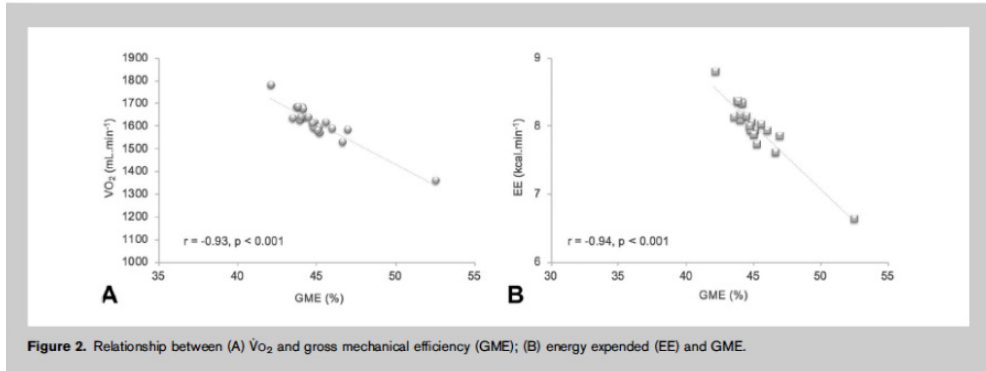 1900
1800
1700
1600
1500
1400
1300
1200
1100
1000
V̇O₂ (mL.min⁻¹)
r = -0.93, p < 0.001
35 40 45 50 55
GME (%)
A
9
8
7
6
EE (kcal.min⁻¹)
r = -0.94, p < 0.001
30 35 40 45 50 55
GME (%)
B
Figure 2. Relationship between (A) V̇O₂ and gross mechanical efficiency (GME); (B) energy expended (EE) and GME.